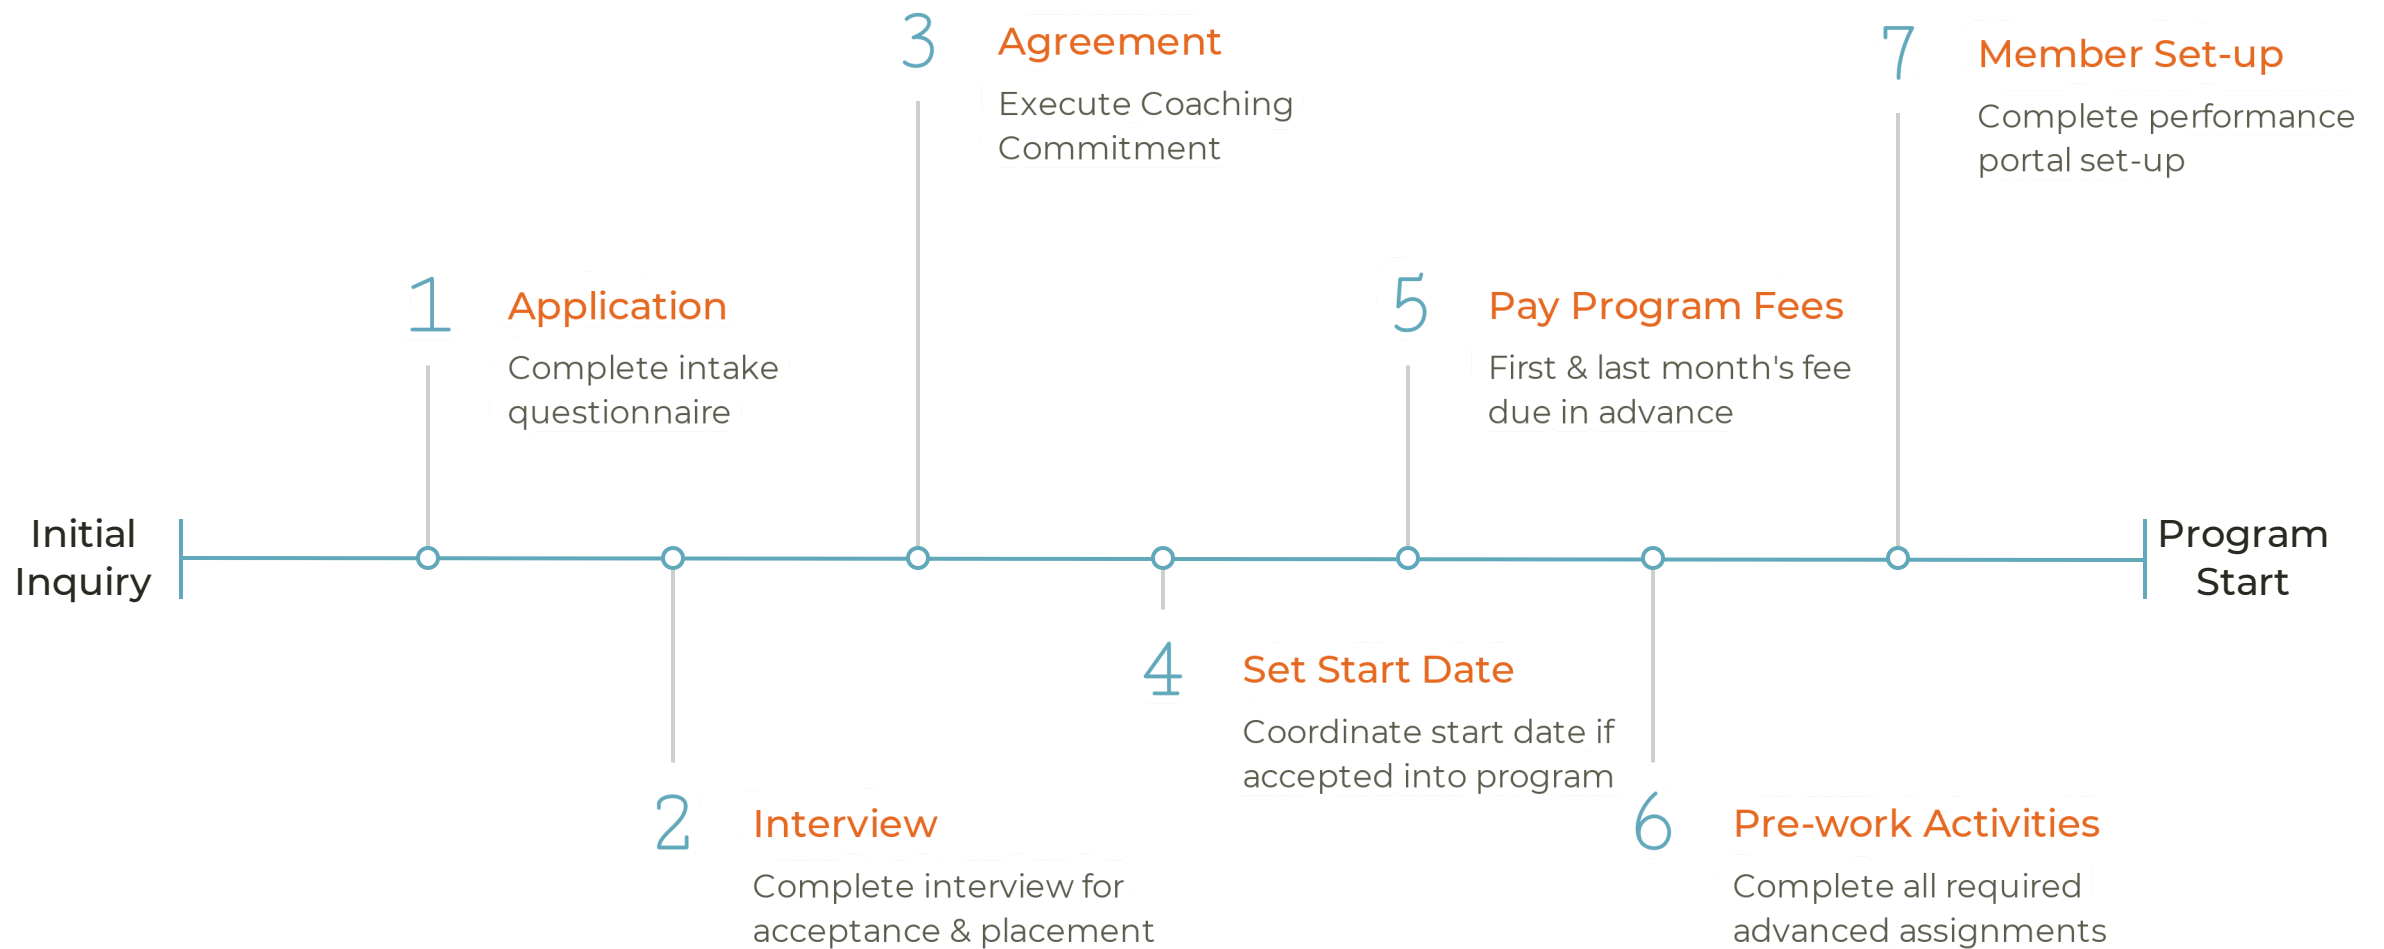 Initial
Inquiry
1
Application
Complete intake
questionnaire
2
Interview
Complete interview for
acceptance & placement
3
Agreement
Execute Coaching
Commitment
4
Set Start Date
Coordinate start date if
accepted into program
5
Pay Program Fees
First & last month's fee
due in advance
6
Pre-work Activities
Complete all required
advanced assignments
7
Member Set-up
Complete performance
portal set-up
Program
Start